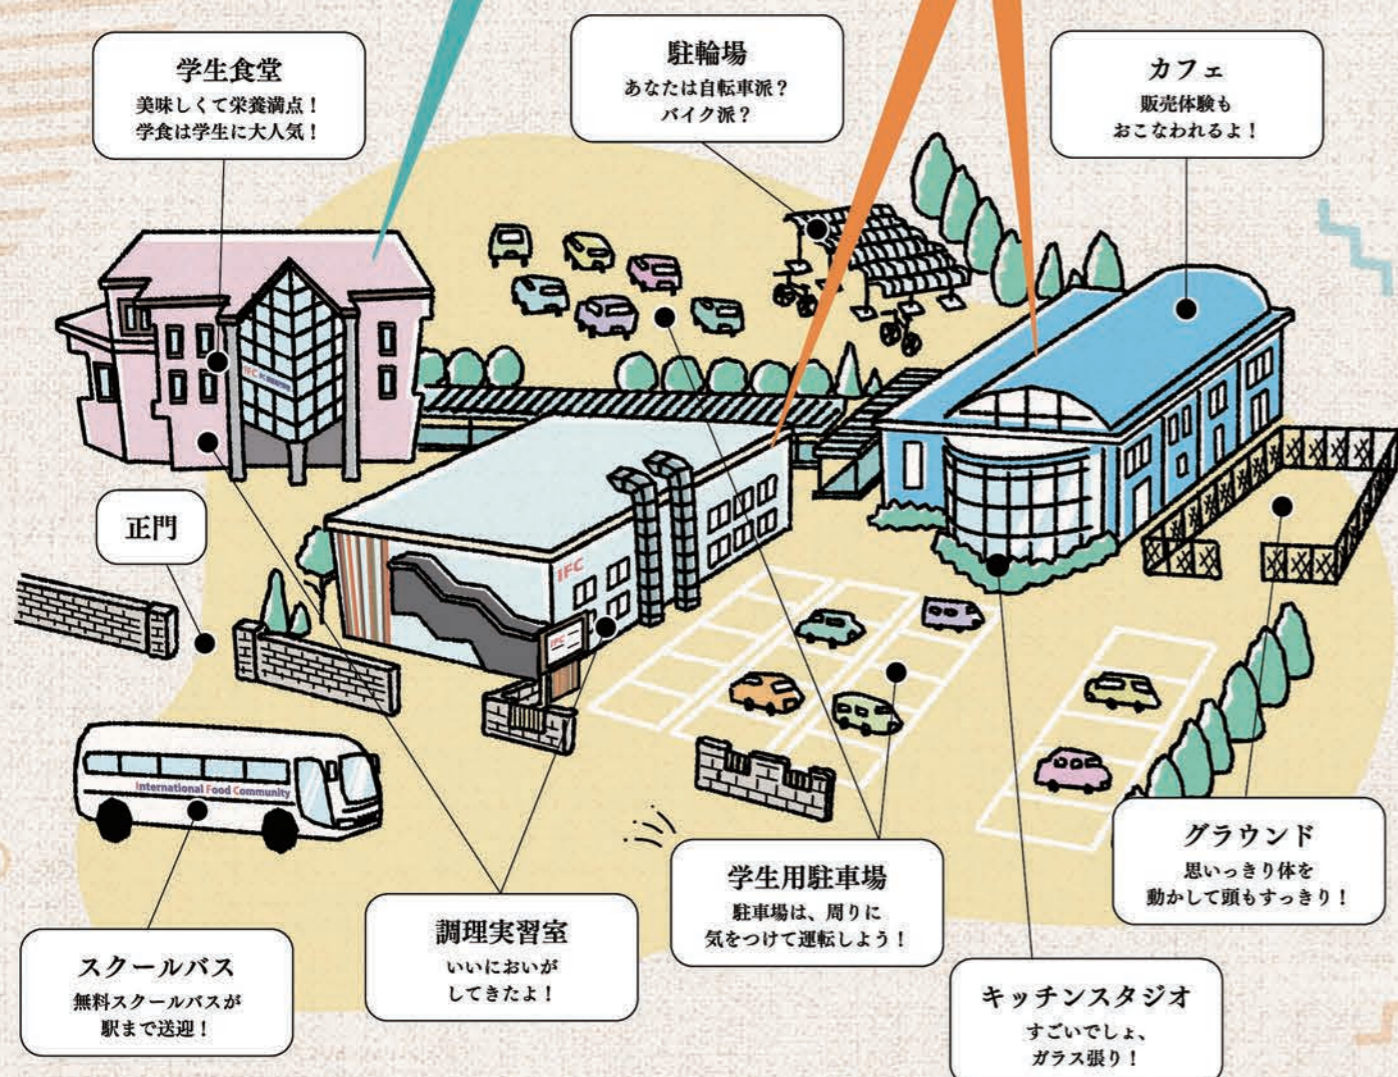 学生食堂
美味しくて栄養満点！
学食は学生に大人気！
駐輪場
あなたは自転車派？
バイク派？
カフェ
販売体験も
おこなわれるよ！
IFC
正門
IFC
IFC
International Food Community
スクールバス
無料スクールバスが
駅まで送迎！
調理実習室
いいにおいが
してきたよ！
学生用駐車場
駐車場は、周りに
気をつけて運転しよう！
グラウンド
思いっきり体を
動かして頭もすっきり！
キッチンスタジオ
すごいでしょ、
ガラス張り！